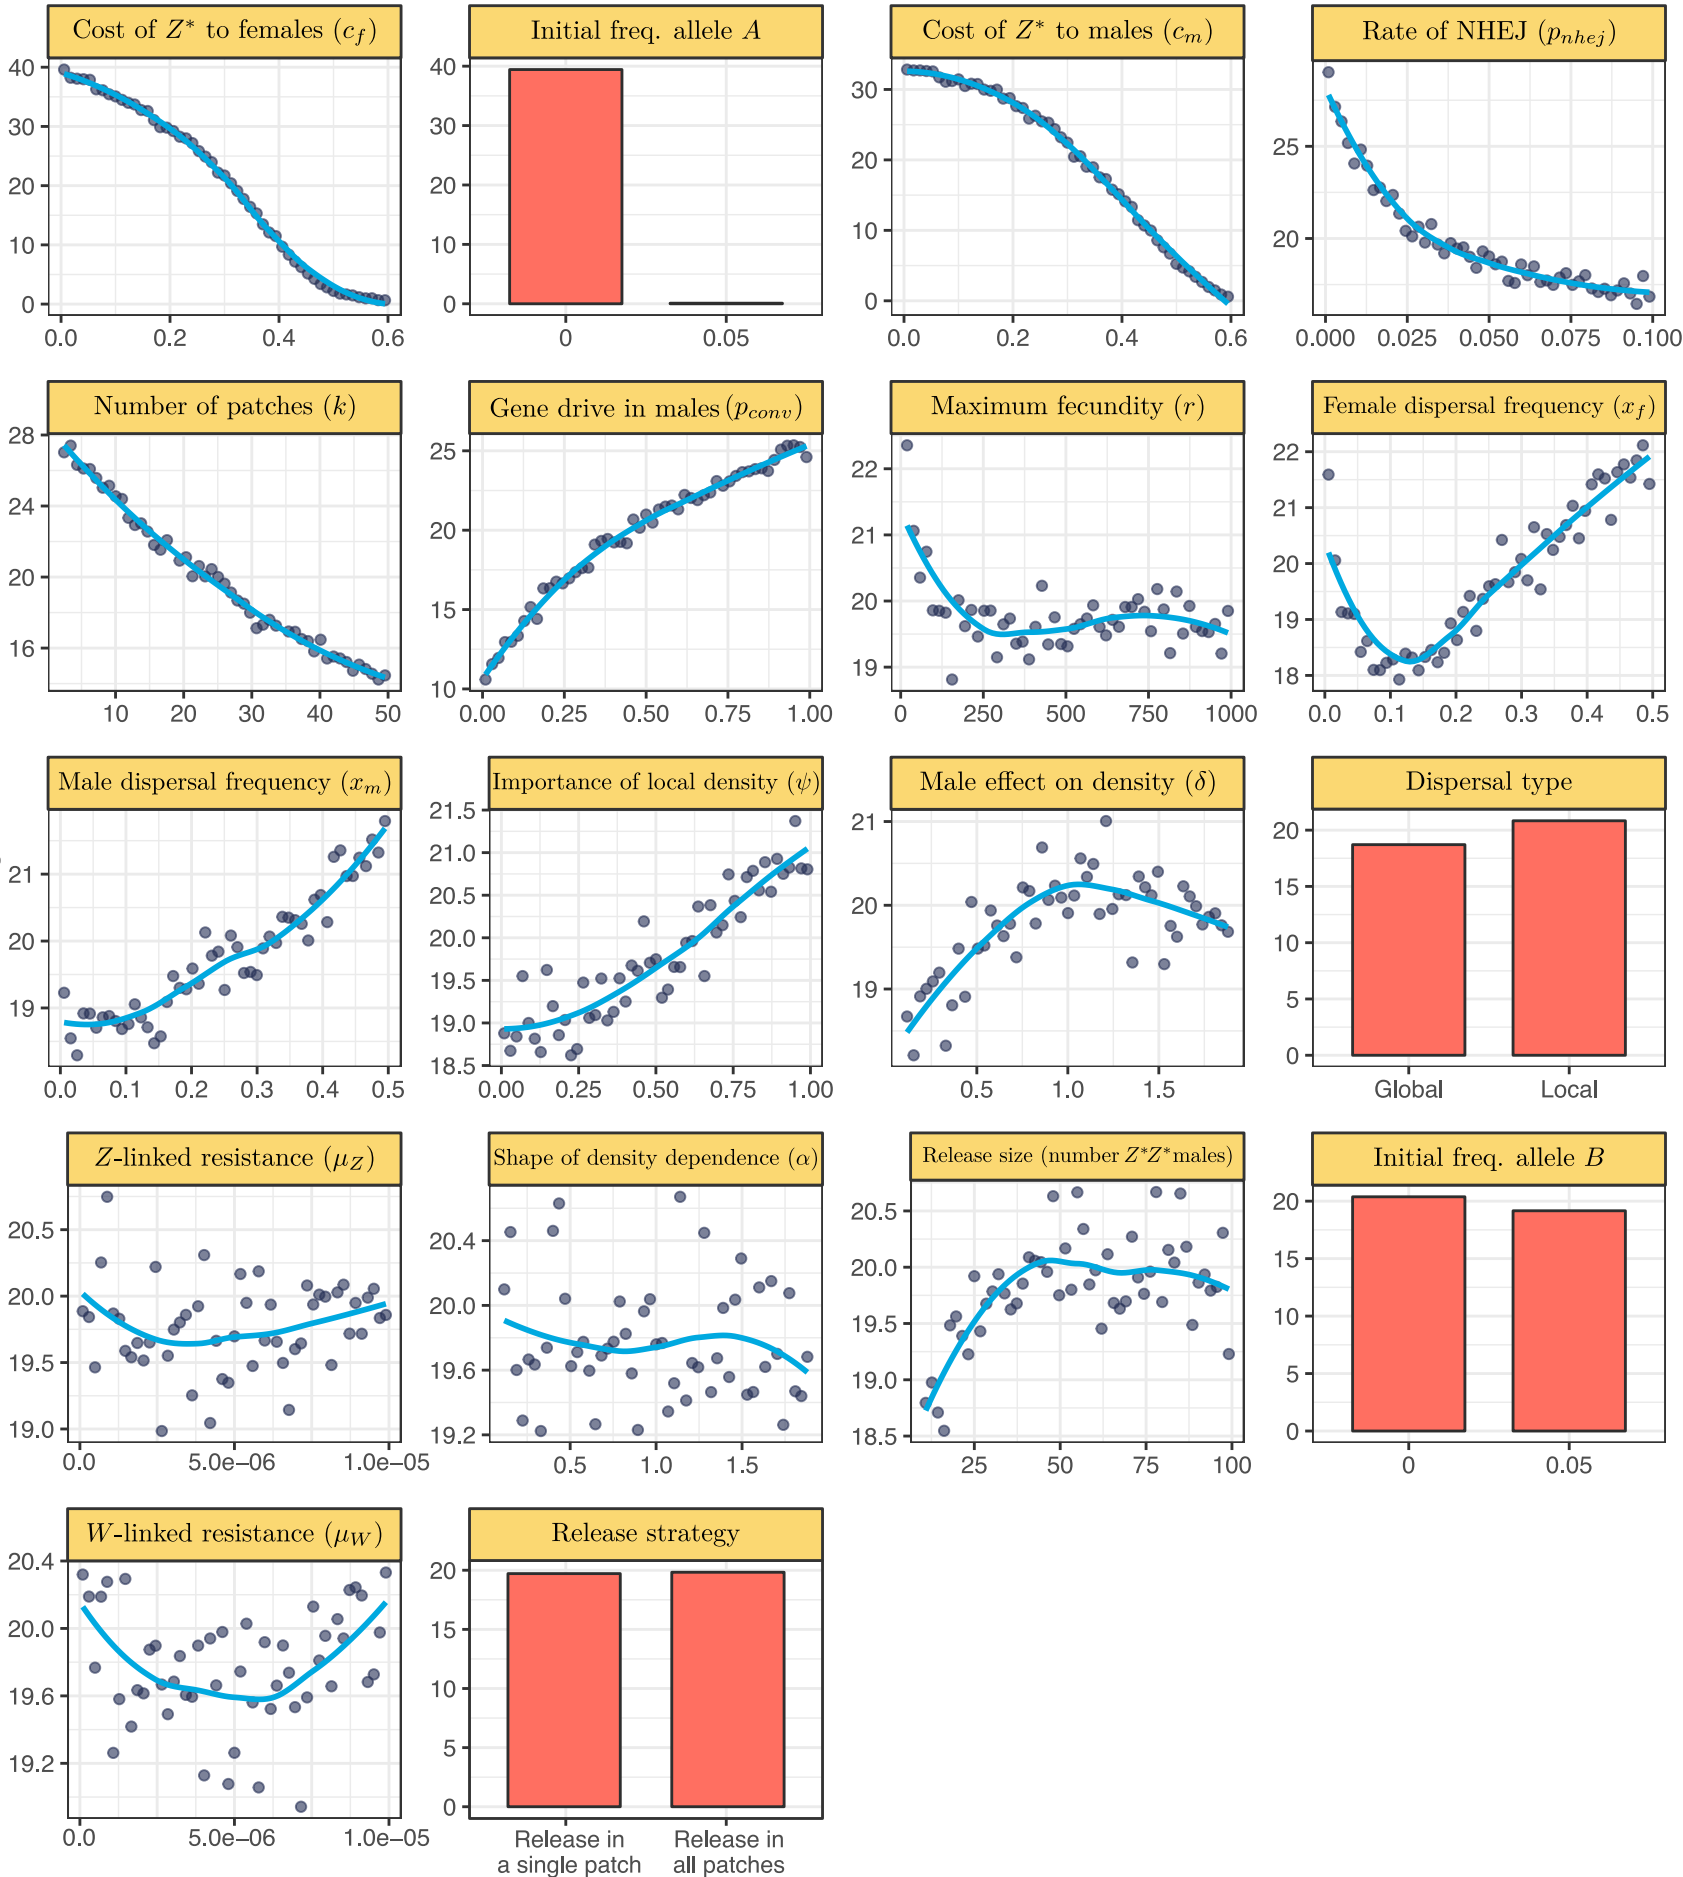 Cost of Z* to females (c_f)
Initial freq. allele A
Cost of Z* to males (c_m)
Rate of NHEJ (p_nhej)
40
30
20
10
0
0.0 0.2 0.4 0.6
40
30
20
10
0
0 0.05
30
20
10
0
0.0 0.2 0.4 0.6
25
20
0.000 0.025 0.050 0.075 0.100
Number of patches (k)
Gene drive in males (p_conv)
Maximum fecundity (r)
Female dispersal frequency (x_f)
28
24
20
16
10 20 30 40 50
25
20
15
10
0.00 0.25 0.50 0.75 1.00
22
21
20
19
0 250 500 750 1000
22
21
20
19
18
0.0 0.1 0.2 0.3 0.4 0.5
Male dispersal frequency (x_m)
Importance of local density (ψ)
Male effect on density (δ)
Dispersal type
21
20
19
0.0 0.1 0.2 0.3 0.4 0.5
21.5
21.0
20.5
20.0
19.5
19.0
18.5
0.00 0.25 0.50 0.75 1.00
21
20
19
0.5 1.0 1.5
20
15
10
5
0
Global Local
Z-linked resistance (μ_Z)
Shape of density dependence (α)
Release size (number Z*Z* males)
Initial freq. allele B
20.5
20.0
19.5
19.0
0.0 5.0e−06 1.0e−05
20.4
20.0
19.6
19.2
0.5 1.0 1.5
20.5
20.0
19.5
19.0
18.5
25 50 75 100
20
15
10
5
0
0 0.05
W-linked resistance (μ_W)
Release strategy
20.4
20.0
19.6
19.2
0.0 5.0e−06 1.0e−05
20
15
10
5
0
Release in
a single patch
Release in
all patches